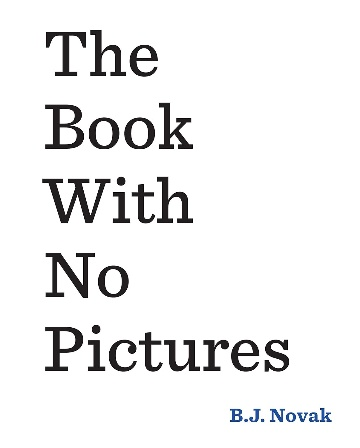 The
Book
With
No
Pictures
B.J. Novak